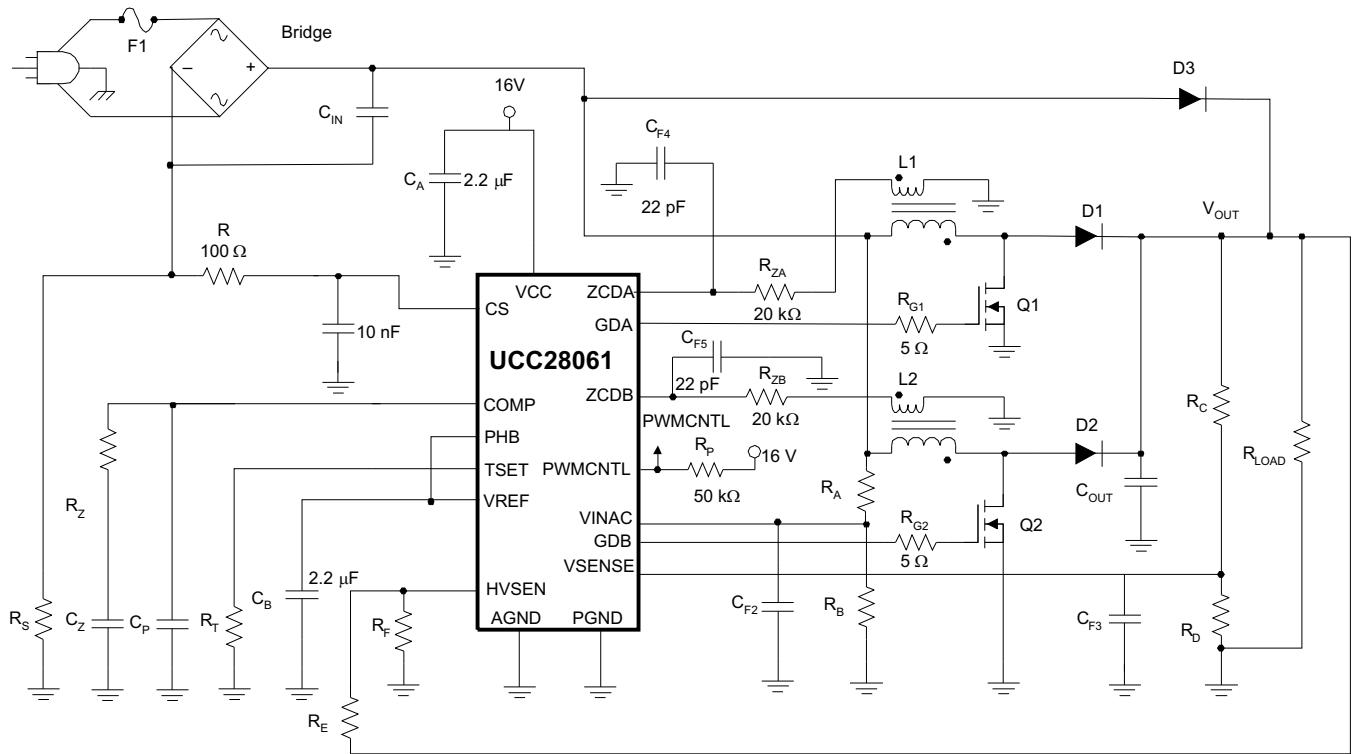 Bridge
F1
− +
D3
C_IN
16V
C_F4
L1
C_A 2.2 μF
22 pF
D1
V_OUT
R
100 Ω
R_ZA
VCC
ZCDA
CS
20 kΩ
R_G1
Q1
GDA
10 nF
5 Ω
UCC28061
C_F5
22 pF
R_ZB
L2
ZCDB
20 kΩ
R_C
COMP
PWMCNTL
D2
PHB
R_P
16 V
R_LOAD
TSET
PWMCNTL
R_A
C_OUT
VREF
50 kΩ
R_Z
VINAC
R_G2
Q2
GDB
5 Ω
VSENSE
2.2 μF
HVSEN
C_B
C_F2
R_B
C_F3
R_D
R_S
C_Z
C_P
R_T
R_F
AGND
PGND
R_E